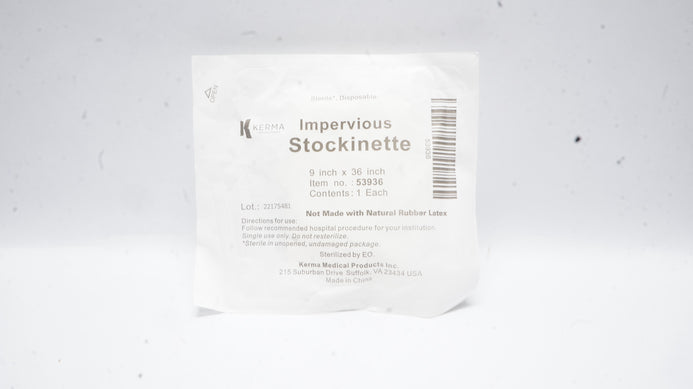 OPEN
Sterile*, Disposable
KERMA
Impervious
Stockinette
53936
9 inch x 36 inch
Item no. : 53936
Contents: 1 Each
Lot.: 22175481
Not Made with Natural Rubber Latex
Directions for use:
Follow recommended hospital procedure for your institution.
Single use only. Do not resterilize.
*Sterile in unopened, undamaged package.
Sterilized by EO.
Kerma Medical Products Inc.
215 Suburban Drive Suffolk, VA 23434 USA
Made in China